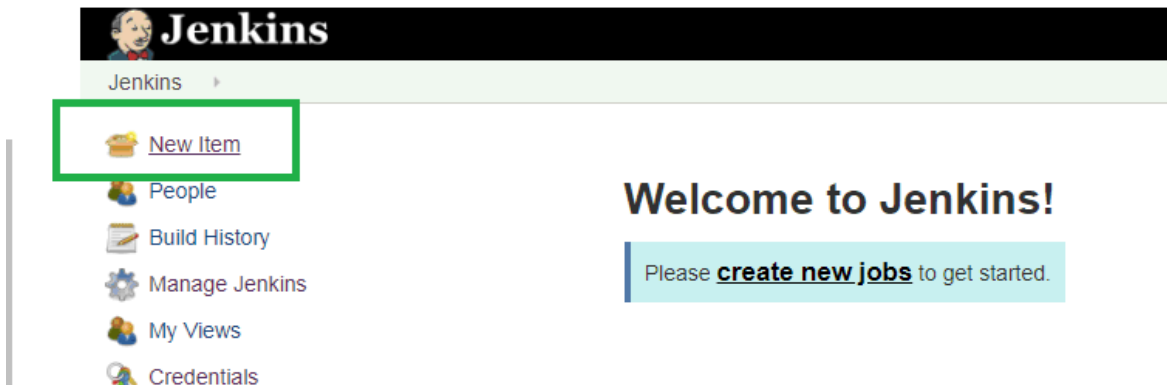 Jenkins
Jenkins
New Item
People
Build History
Manage Jenkins
My Views
Credentials
Welcome to Jenkins!
Please create new jobs to get started.